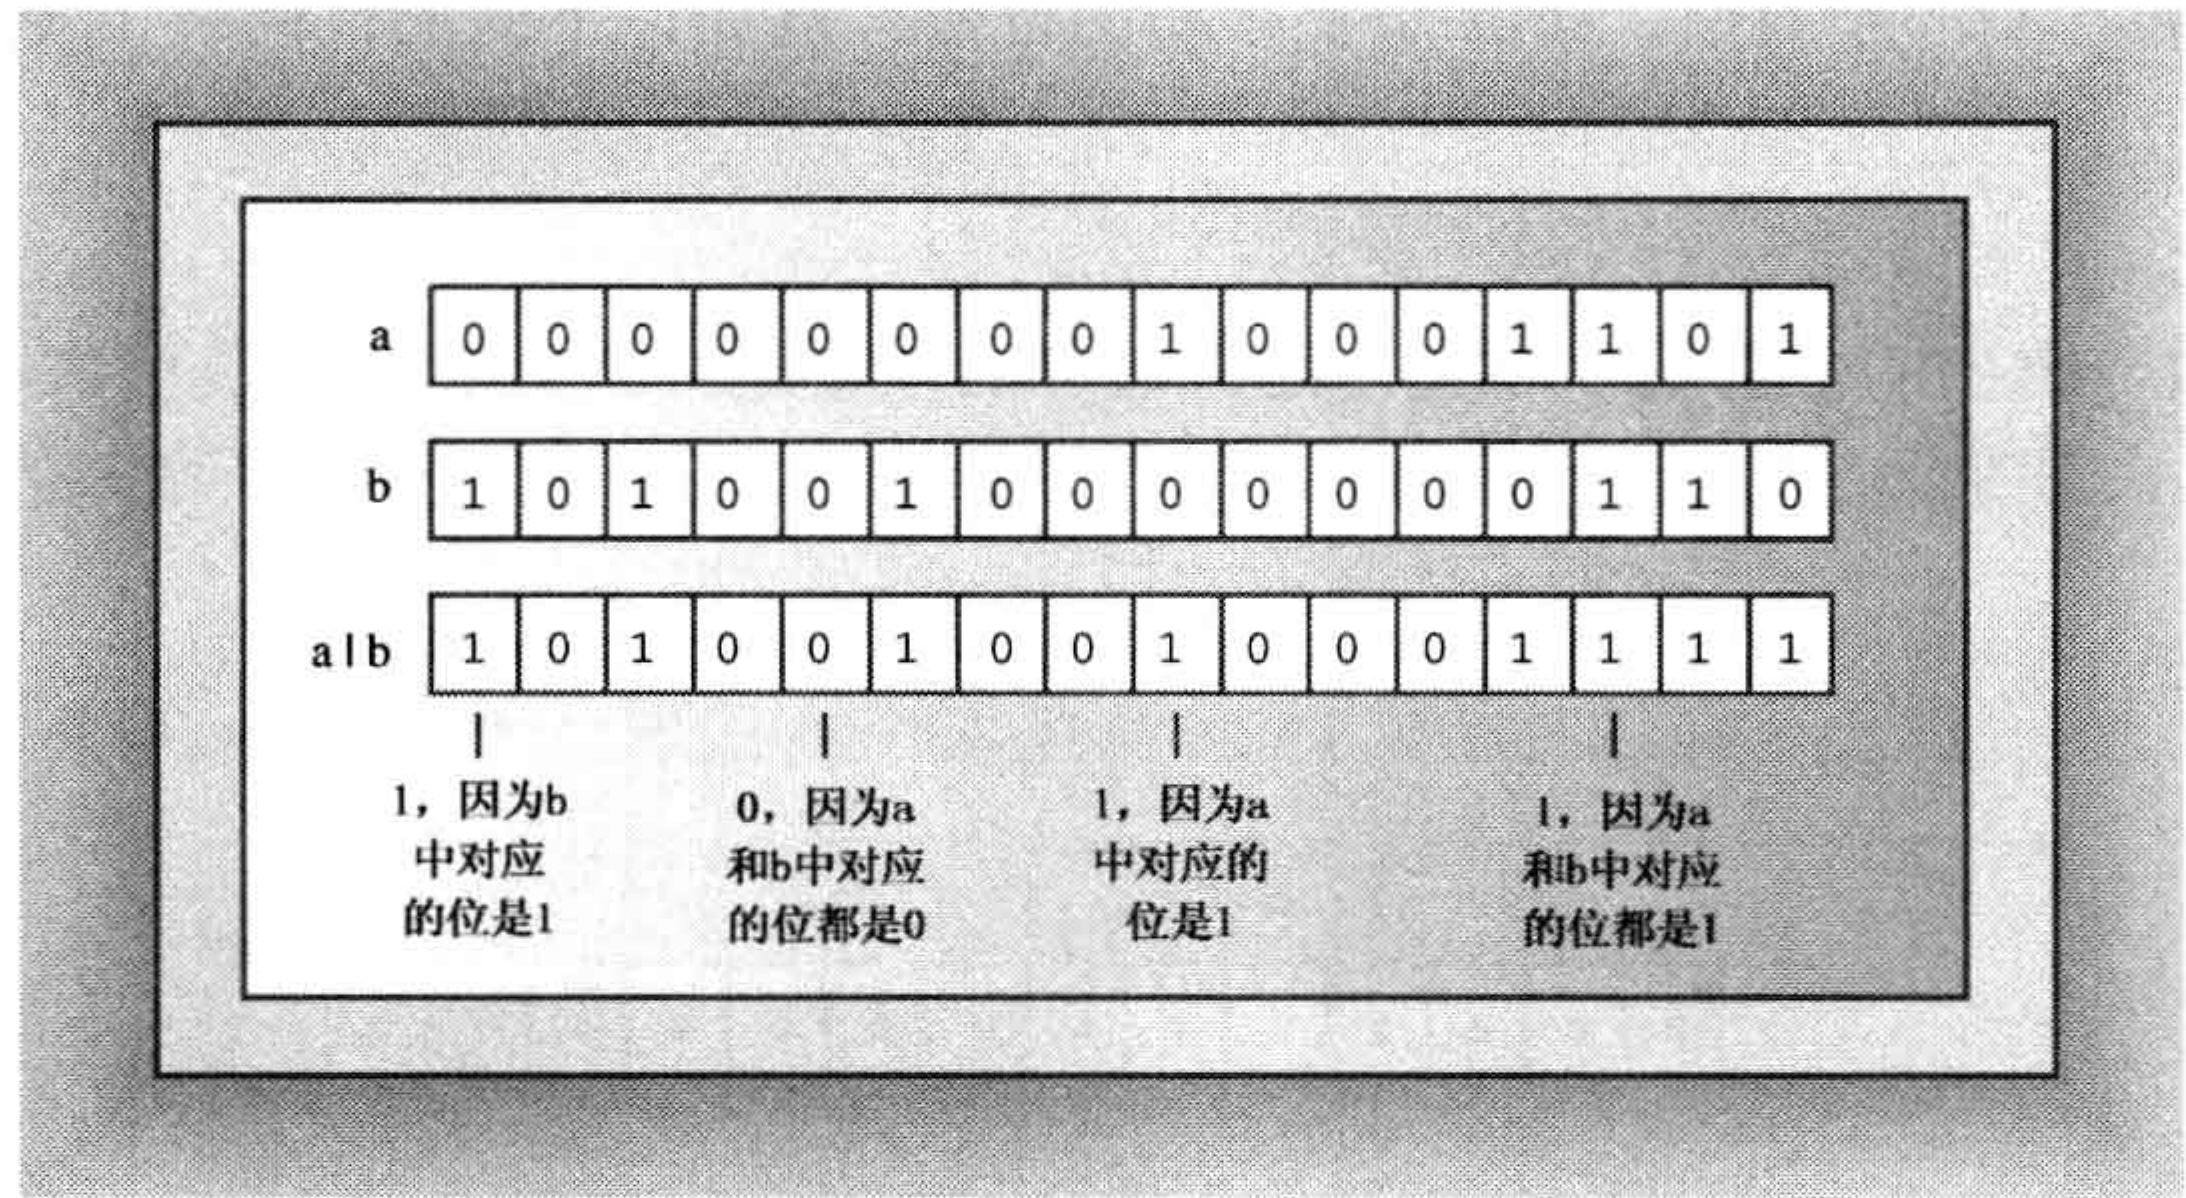 a 0 0 0 0 0 0 0 0 1 0 0 0 1 1 0 1
b 1 0 1 0 0 1 0 0 0 0 0 0 0 1 1 0
a|b 1 0 1 0 0 1 0 0 1 0 0 0 1 1 1 1
1，因为b
中对应
的位是1
0，因为a
和b中对应
的位都是0
1，因为a
中对应的
位是1
1，因为a
和b中对应
的位都是1